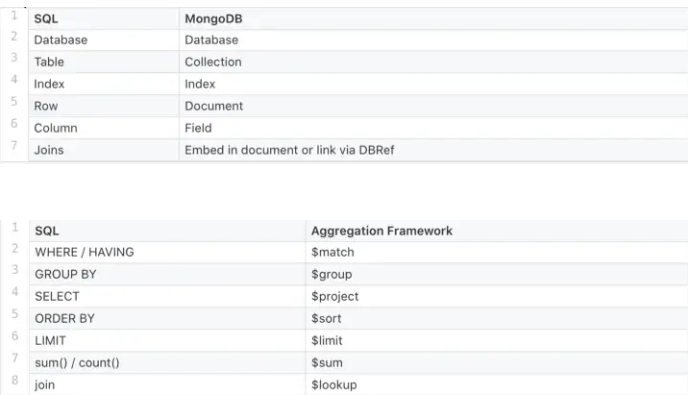 1 SQL MongoDB
2 Database Database
3 Table Collection
4 Index Index
5 Row Document
6 Column Field
7 Joins Embed in document or link via DBRef
1 SQL Aggregation Framework
2 WHERE / HAVING $match
3 GROUP BY $group
4 SELECT $project
5 ORDER BY $sort
6 LIMIT $limit
7 sum() / count() $sum
8 join $lookup